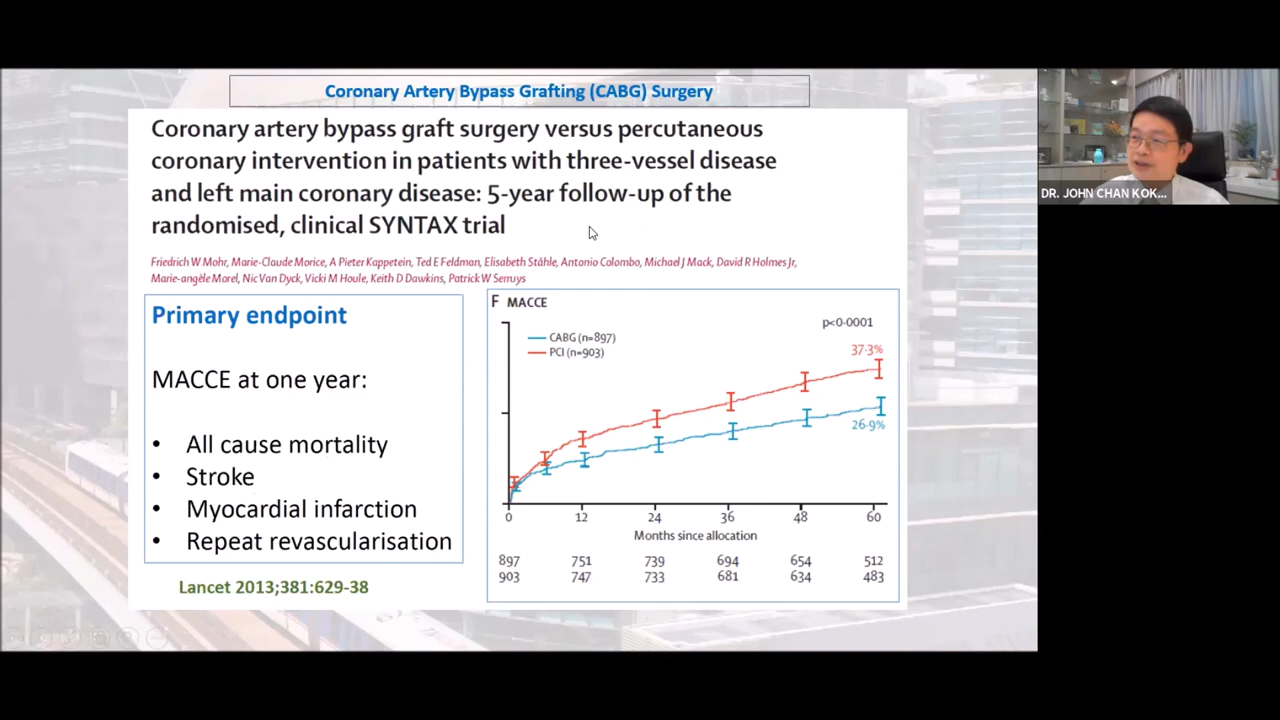 Coronary Artery Bypass Grafting (CABG) Surgery
Coronary artery bypass graft surgery versus percutaneous
coronary intervention in patients with three-vessel disease
and left main coronary disease: 5-year follow-up of the
randomised, clinical SYNTAX trial
Friedrich W Mohr, Marie-Claude Morice, A Pieter Kappetein, Ted E Feldman, Elisabeth Ståhle, Antonio Colombo, Michael J Mack, David R Holmes Jr,
Marie-angèle Morel, Nic Van Dyck, Vicki M Houle, Keith D Dawkins, Patrick W Serruys
Primary endpoint
MACCE at one year:
• All cause mortality
• Stroke
• Myocardial infarction
• Repeat revascularisation
Lancet 2013;381:629-38
F MACCE
p<0·0001
CABG (n=897)
PCI (n=903)
37·3%
26·9%
0 12 24 36 48 60
Months since allocation
897 751 739 694 654 512
903 747 733 681 634 483
DR. JOHN CHAN KOK...